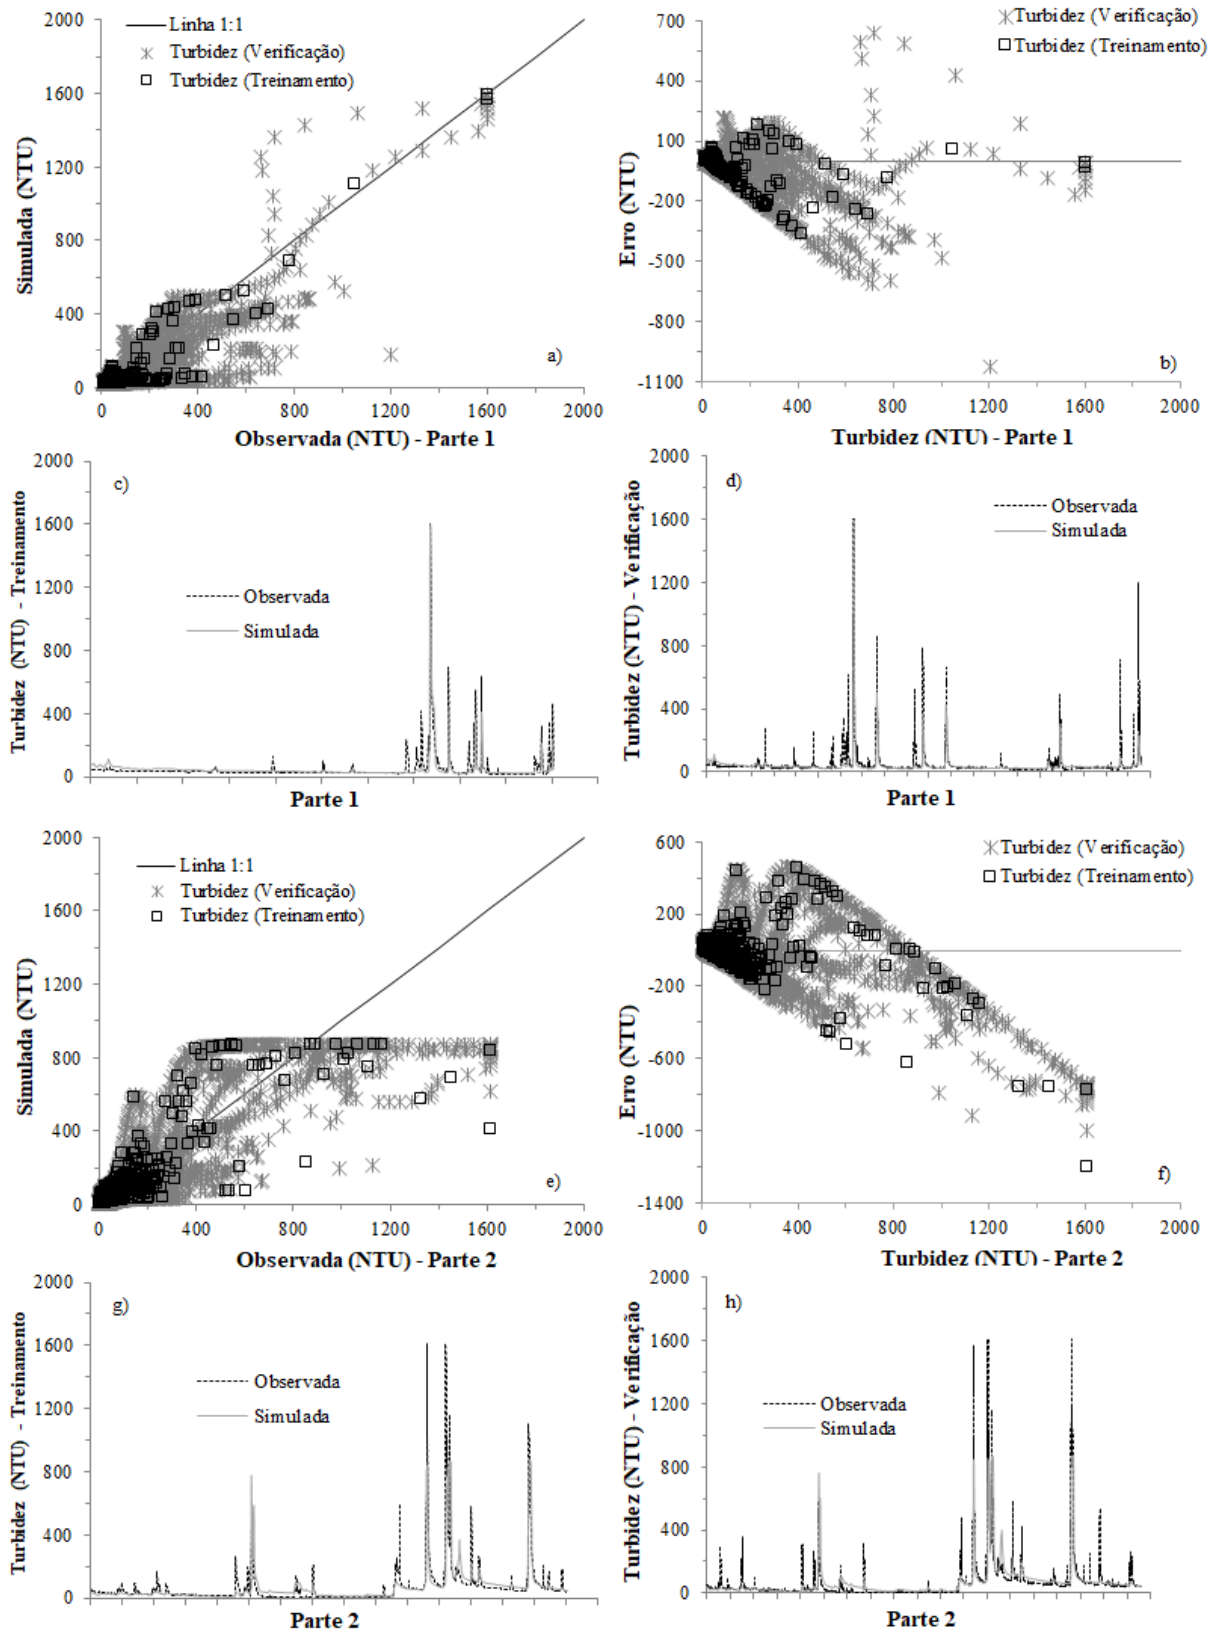 2000
1600
1200
800
400
0
Simulada (NTU)
Linha 1:1
Turbidez (Verificação)
Turbidez (Treinamento)
a)
0 400 800 1200 1600 2000
Observada (NTU) - Parte 1
700
400
100
-200
-500
-800
-1100
Erro (NTU)
Turbidez (Verificação)
Turbidez (Treinamento)
b)
0 400 800 1200 1600 2000
Turbidez (NTU) - Parte 1
2000
1600
1200
800
400
0
Turbidez (NTU) - Treinamento
c)
Observada
Simulada
Parte 1
2000
1600
1200
800
400
0
Turbidez (NTU) - Verificação
d)
Observada
Simulada
Parte 1
2000
1600
1200
800
400
0
Simulada (NTU)
Linha 1:1
Turbidez (Verificação)
Turbidez (Treinamento)
e)
0 400 800 1200 1600 2000
Observada (NTU) - Parte 2
600
200
-200
-600
-1000
-1400
Erro (NTU)
Turbidez (Verificação)
Turbidez (Treinamento)
f)
0 400 800 1200 1600 2000
Turbidez (NTU) - Parte 2
2000
1600
1200
800
400
0
Turbidez (NTU) - Treinamento
g)
Observada
Simulada
Parte 2
2000
1600
1200
800
400
0
Turbidez (NTU) - Verificação
h)
Observada
Simulada
Parte 2